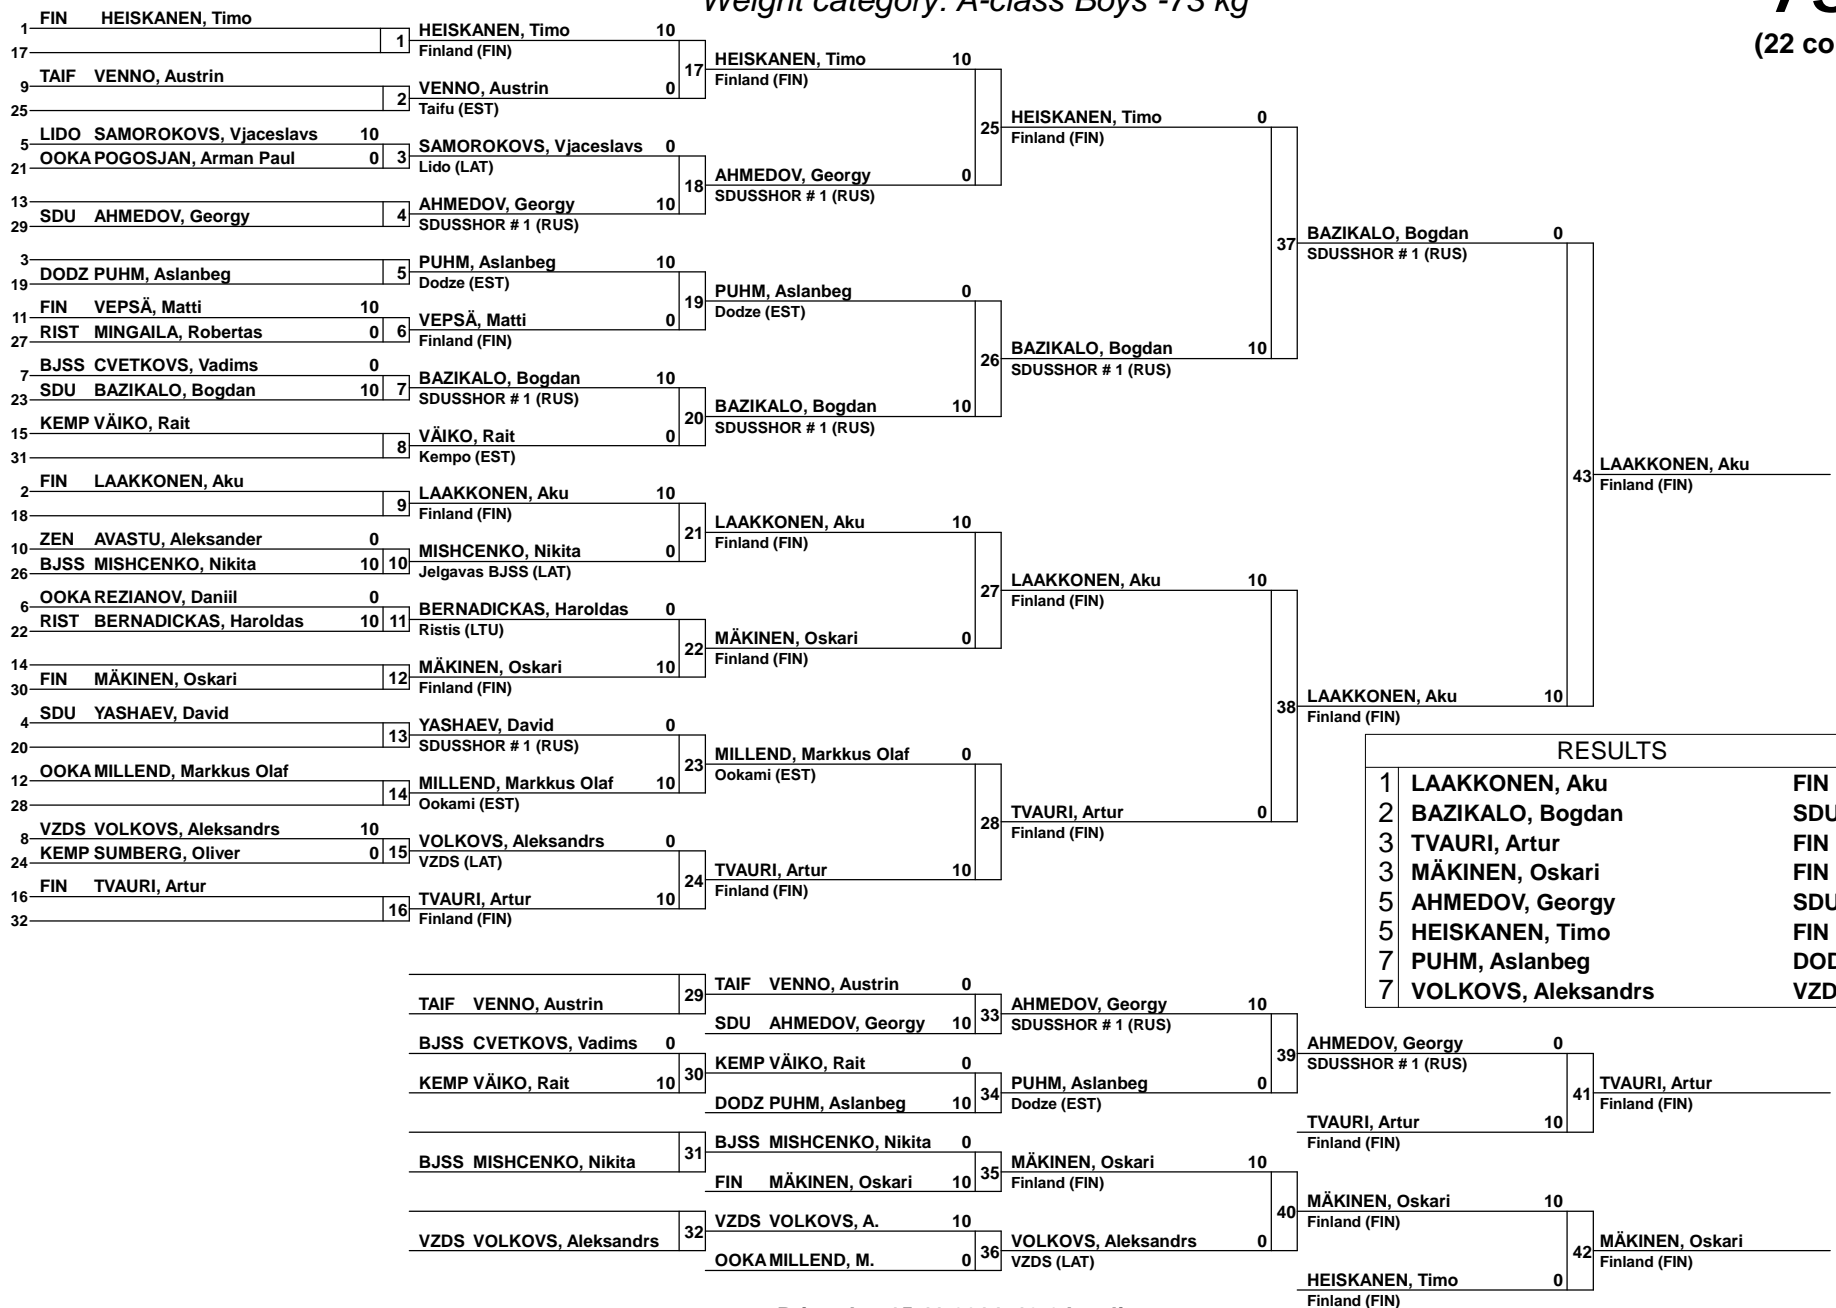 Weight category: A-class Boys -73 kg
(22 co
1 FIN HEISKANEN, Timo
17
1
9 TAIF VENNO, Austrin
25
2
5 LIDO SAMOROKOVS, Vjaceslavs 10
21 OOKA POGOSJAN, Arman Paul 0
3
13
29 SDU AHMEDOV, Georgy
4
3
19 DODZ PUHM, Aslanbeg
5
11 FIN VEPSÄ, Matti 10
27 RIST MINGAILA, Robertas 0
6
7 BJSS CVETKOVS, Vadims 0
23 SDU BAZIKALO, Bogdan 10
7
15 KEMP VÄIKO, Rait
31
8
2 FIN LAAKKONEN, Aku
18
9
10 ZEN AVASTU, Aleksander 0
26 BJSS MISHCENKO, Nikita 10
10
6 OOKA REZIANOV, Daniil 0
22 RIST BERNADICKAS, Haroldas 10
11
14
30 FIN MÄKINEN, Oskari
12
4 SDU YASHAEV, David
20
13
12 OOKA MILLEND, Markkus Olaf
28
14
8 VZDS VOLKOVS, Aleksandrs 10
24 KEMP SUMBERG, Oliver 0
15
16 FIN TVAURI, Artur
32
16
HEISKANEN, Timo 10
Finland (FIN)
17
VENNO, Austrin 0
Taifu (EST)
SAMOROKOVS, Vjaceslavs 0
Lido (LAT)
18
AHMEDOV, Georgy 10
SDUSSHOR # 1 (RUS)
PUHM, Aslanbeg 10
Dodze (EST)
19
VEPSÄ, Matti 0
Finland (FIN)
BAZIKALO, Bogdan 10
SDUSSHOR # 1 (RUS)
20
VÄIKO, Rait 0
Kempo (EST)
LAAKKONEN, Aku 10
Finland (FIN)
21
MISHCENKO, Nikita 0
Jelgavas BJSS (LAT)
BERNADICKAS, Haroldas 0
Ristis (LTU)
22
MÄKINEN, Oskari 10
Finland (FIN)
YASHAEV, David 0
SDUSSHOR # 1 (RUS)
23
MILLEND, Markkus Olaf 10
Ookami (EST)
VOLKOVS, Aleksandrs 0
VZDS (LAT)
24
TVAURI, Artur 10
Finland (FIN)
HEISKANEN, Timo 10
Finland (FIN)
25
AHMEDOV, Georgy 0
SDUSSHOR # 1 (RUS)
PUHM, Aslanbeg 0
Dodze (EST)
26
BAZIKALO, Bogdan 10
SDUSSHOR # 1 (RUS)
LAAKKONEN, Aku 10
Finland (FIN)
27
MÄKINEN, Oskari 0
Finland (FIN)
MILLEND, Markkus Olaf 0
Ookami (EST)
28
TVAURI, Artur 10
Finland (FIN)
HEISKANEN, Timo 0
Finland (FIN)
37
BAZIKALO, Bogdan 10
SDUSSHOR # 1 (RUS)
LAAKKONEN, Aku 10
Finland (FIN)
38
TVAURI, Artur 0
Finland (FIN)
BAZIKALO, Bogdan 0
SDUSSHOR # 1 (RUS)
43
LAAKKONEN, Aku 10
Finland (FIN)
LAAKKONEN, Aku
Finland (FIN)
RESULTS
1 LAAKKONEN, Aku FIN
2 BAZIKALO, Bogdan SDU
3 TVAURI, Artur FIN
3 MÄKINEN, Oskari FIN
5 AHMEDOV, Georgy SDU
5 HEISKANEN, Timo FIN
7 PUHM, Aslanbeg DOD
7 VOLKOVS, Aleksandrs VZD
TAIF VENNO, Austrin
29
BJSS CVETKOVS, Vadims 0
30
KEMP VÄIKO, Rait 10
31
BJSS MISHCENKO, Nikita
32
VZDS VOLKOVS, Aleksandrs
TAIF VENNO, Austrin 0
33
SDU AHMEDOV, Georgy 10
KEMP VÄIKO, Rait 0
34
DODZ PUHM, Aslanbeg 10
BJSS MISHCENKO, Nikita 0
35
FIN MÄKINEN, Oskari 10
VZDS VOLKOVS, A. 10
36
OOKA MILLEND, M. 0
AHMEDOV, Georgy 10
SDUSSHOR # 1 (RUS)
39
PUHM, Aslanbeg 0
Dodze (EST)
MÄKINEN, Oskari 10
Finland (FIN)
40
VOLKOVS, Aleksandrs 0
VZDS (LAT)
AHMEDOV, Georgy 0
SDUSSHOR # 1 (RUS)
41
TVAURI, Artur 10
Finland (FIN)
MÄKINEN, Oskari 10
Finland (FIN)
42
HEISKANEN, Timo 0
Finland (FIN)
TVAURI, Artur
Finland (FIN)
MÄKINEN, Oskari
Finland (FIN)